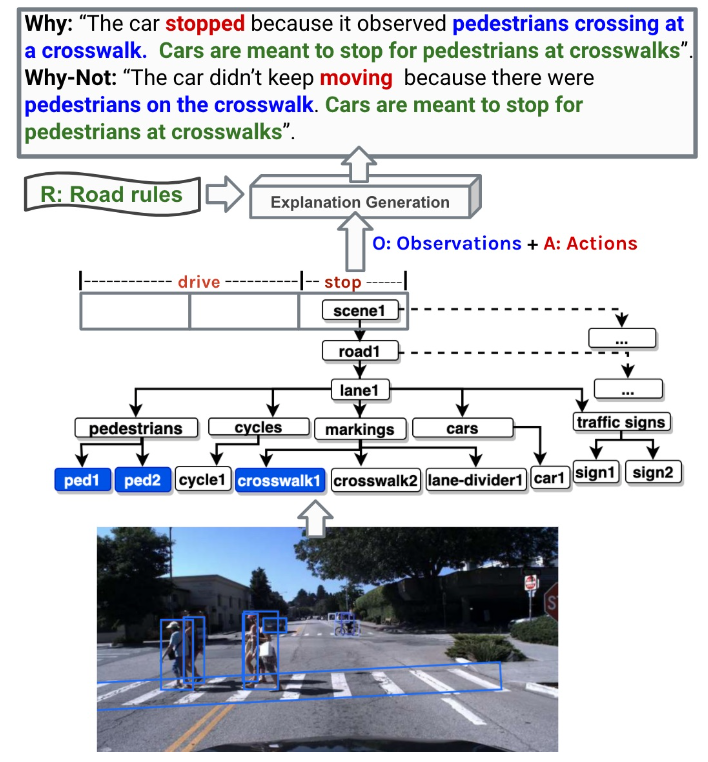 Why: “The car stopped because it observed pedestrians crossing at
a crosswalk. Cars are meant to stop for pedestrians at crosswalks”.
Why-Not: “The car didn’t keep moving because there were
pedestrians on the crosswalk. Cars are meant to stop for
pedestrians at crosswalks”.
R: Road rules
Explanation Generation
O: Observations + A: Actions
drive
stop
scene1
...
road1
...
lane1
pedestrians
cycles
markings
cars
traffic signs
ped1
ped2
cycle1
crosswalk1
crosswalk2
lane-divider1
car1
sign1
sign2